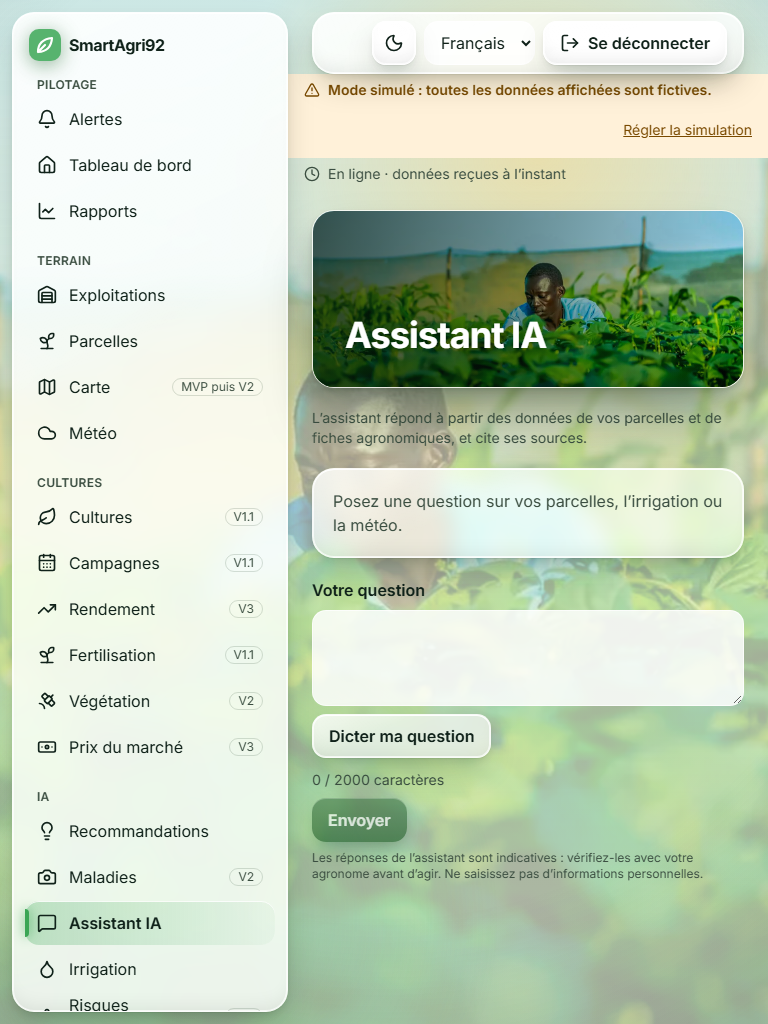 SmartAgri92
PILOTAGE
Alertes
Tableau de bord
Rapports
TERRAIN
Exploitations
Parcelles
Carte
MVP puis V2
Météo
CULTURES
Cultures
V1.1
Campagnes
V1.1
Rendement
V3
Fertilisation
V1.1
Végétation
V2
Prix du marché
V3
IA
Recommandations
Maladies
V2
Assistant IA
Irrigation
Risques
Français
Se déconnecter
Mode simulé : toutes les données affichées sont fictives.
Régler la simulation
En ligne · données reçues à l’instant
Assistant IA
L’assistant répond à partir des données de vos parcelles et de
fiches agronomiques, et cite ses sources.
Posez une question sur vos parcelles, l’irrigation ou
la météo.
Votre question
Dicter ma question
0 / 2000 caractères
Envoyer
Les réponses de l’assistant sont indicatives : vérifiez-les avec votre
agronome avant d’agir. Ne saisissez pas d’informations personnelles.